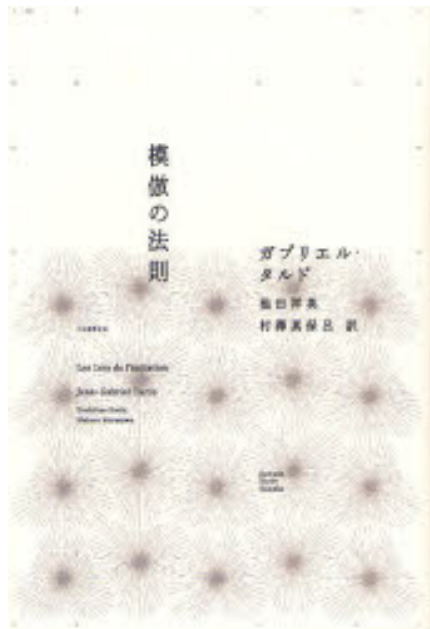 模倣の法則
ガブリエル・
タルド
池田祥英
村澤真保呂 訳
Les Lois de l'imitation
Jean-Gabriel Tarde